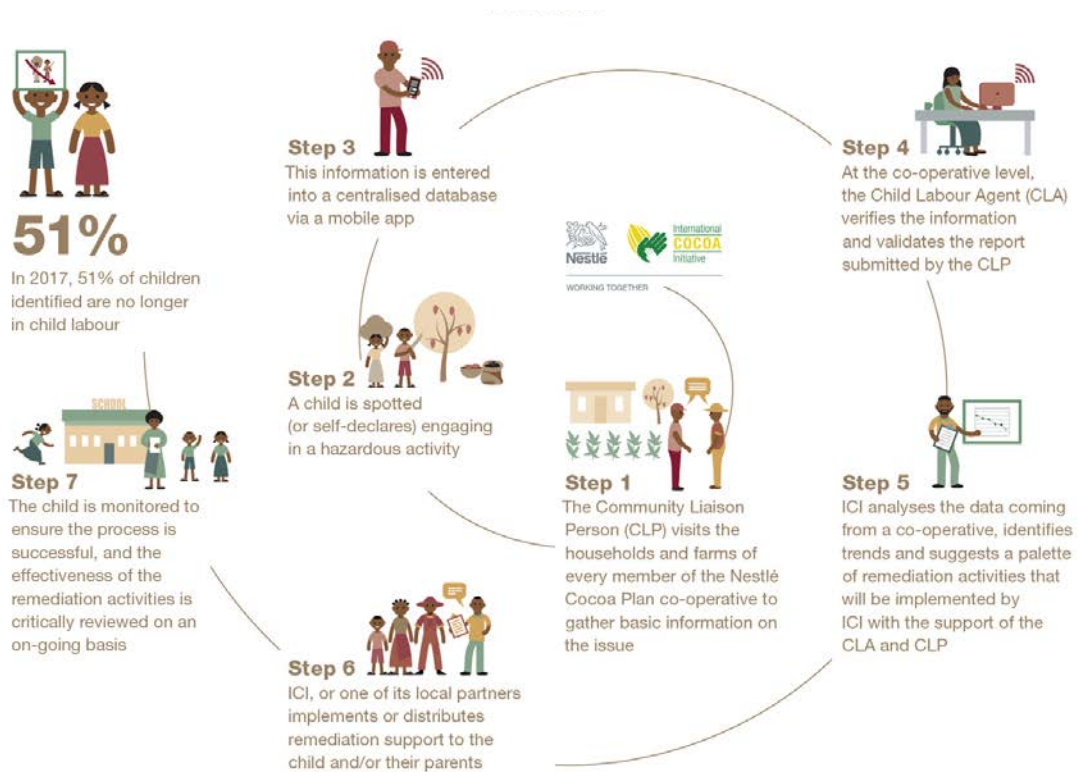 Nestlé
International
COCOA
Initiative
WORKING TOGETHER
Step 1
The Community Liaison
Person (CLP) visits the
households and farms of
every member of the Nestlé
Cocoa Plan co-operative to
gather basic information on
the issue
Step 2
A child is spotted
(or self-declares) engaging
in a hazardous activity
Step 3
This information is entered
into a centralised database
via a mobile app
Step 4
At the co-operative level,
the Child Labour Agent (CLA)
verifies the information
and validates the report
submitted by the CLP
Step 5
ICI analyses the data coming
from a co-operative, identifies
trends and suggests a palette
of remediation activities that
will be implemented by
ICI with the support of the
CLA and CLP
Step 6
ICI, or one of its local partners
implements or distributes
remediation support to the
child and/or their parents
SCHOOL
Step 7
The child is monitored to
ensure the process is
successful, and the
effectiveness of the
remediation activities is
critically reviewed on an
on-going basis
51%
In 2017, 51% of children
identified are no longer
in child labour